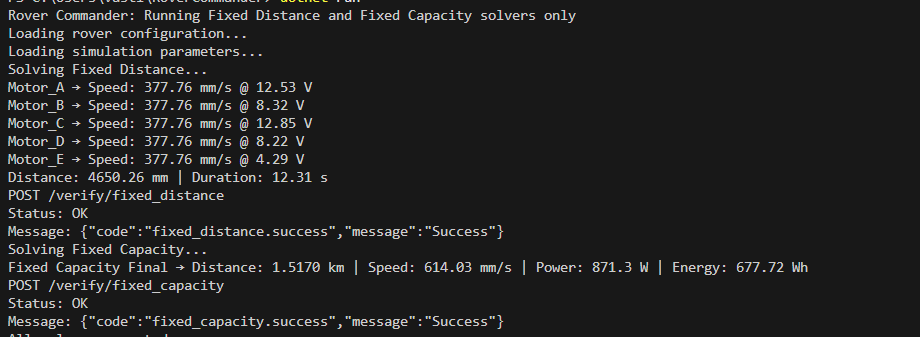 Rover Commander: Running Fixed Distance and Fixed Capacity solvers only
Loading rover configuration...
Loading simulation parameters...
Solving Fixed Distance...
Motor_A → Speed: 377.76 mm/s @ 12.53 V
Motor_B → Speed: 377.76 mm/s @ 8.32 V
Motor_C → Speed: 377.76 mm/s @ 12.85 V
Motor_D → Speed: 377.76 mm/s @ 8.22 V
Motor_E → Speed: 377.76 mm/s @ 4.29 V
Distance: 4650.26 mm | Duration: 12.31 s
POST /verify/fixed_distance
Status: OK
Message: {"code":"fixed_distance.success","message":"Success"}
Solving Fixed Capacity...
Fixed Capacity Final → Distance: 1.5170 km | Speed: 614.03 mm/s | Power: 871.3 W | Energy: 677.72 Wh
POST /verify/fixed_capacity
Status: OK
Message: {"code":"fixed_capacity.success","message":"Success"}